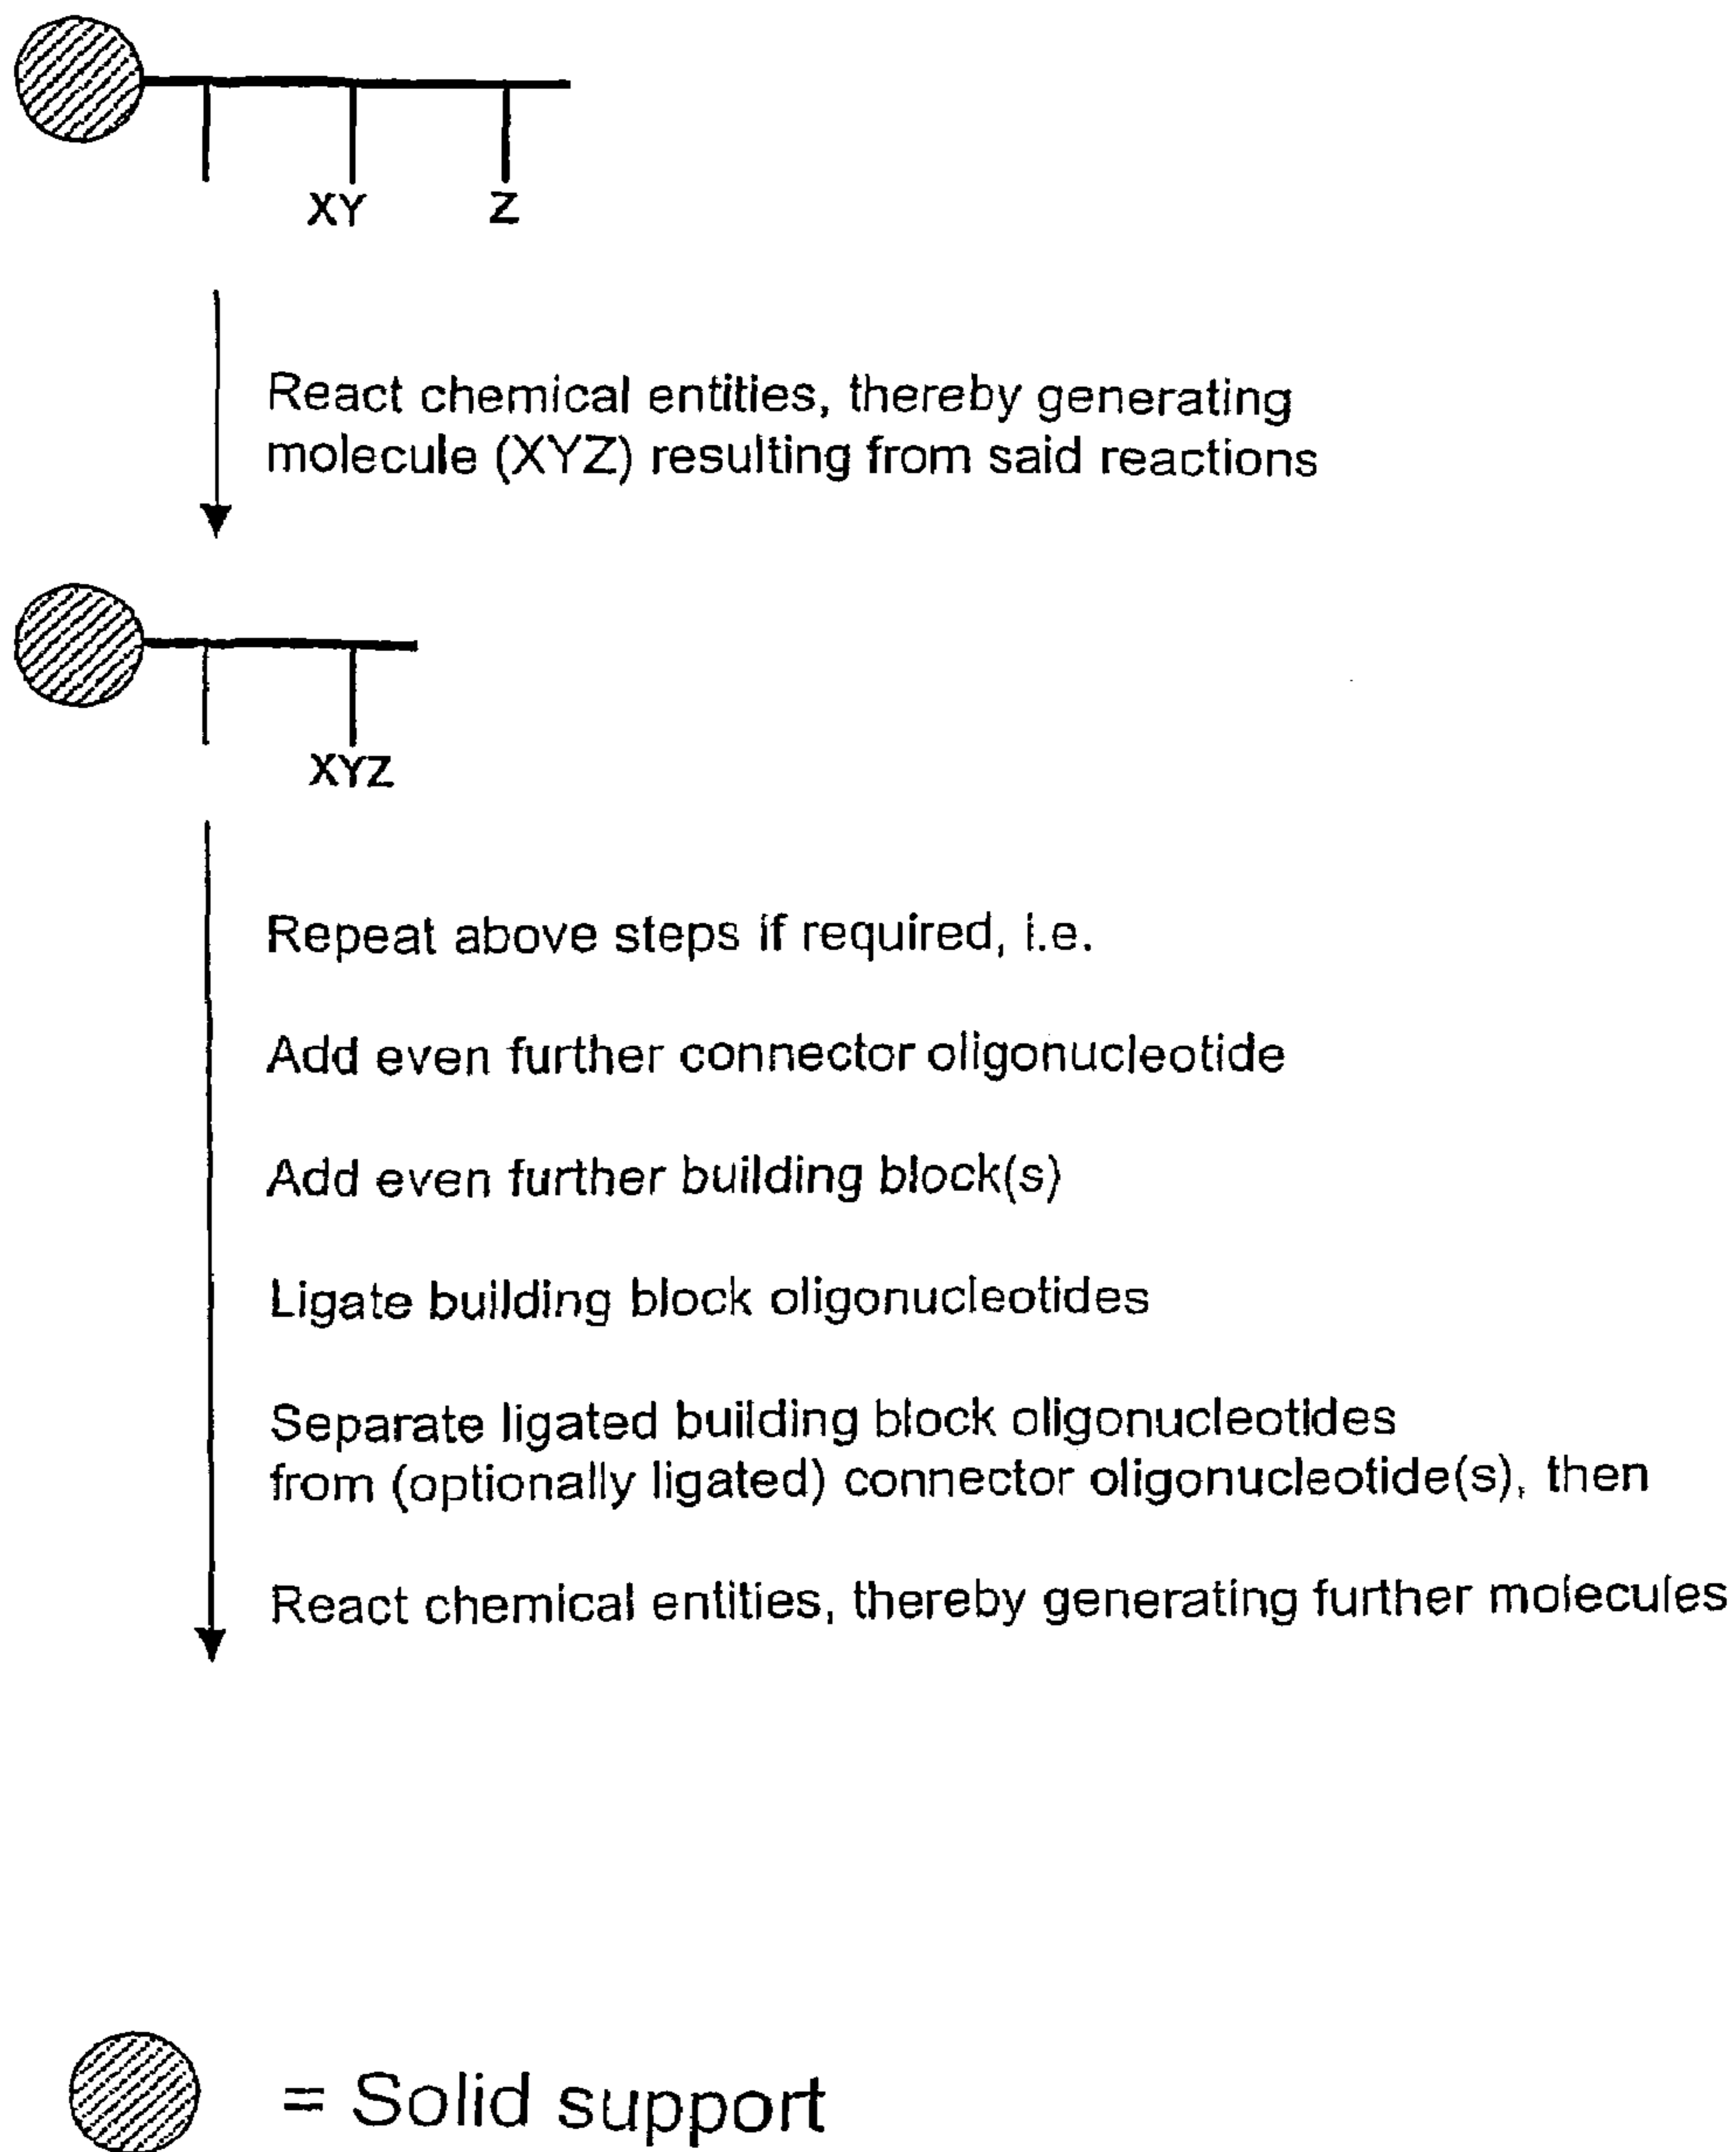 XY Z
React chemical entities, thereby generating
molecule (XYZ) resulting from said reactions
XYZ
Repeat above steps if required, i.e.
Add even further connector oligonucleotide
Add even further building block(s)
Ligate building block oligonucleotides
Separate ligated building block oligonucleotides
from (optionally ligated) connector oligonucleotide(s), then
React chemical entities, thereby generating further molecules
= Solid support